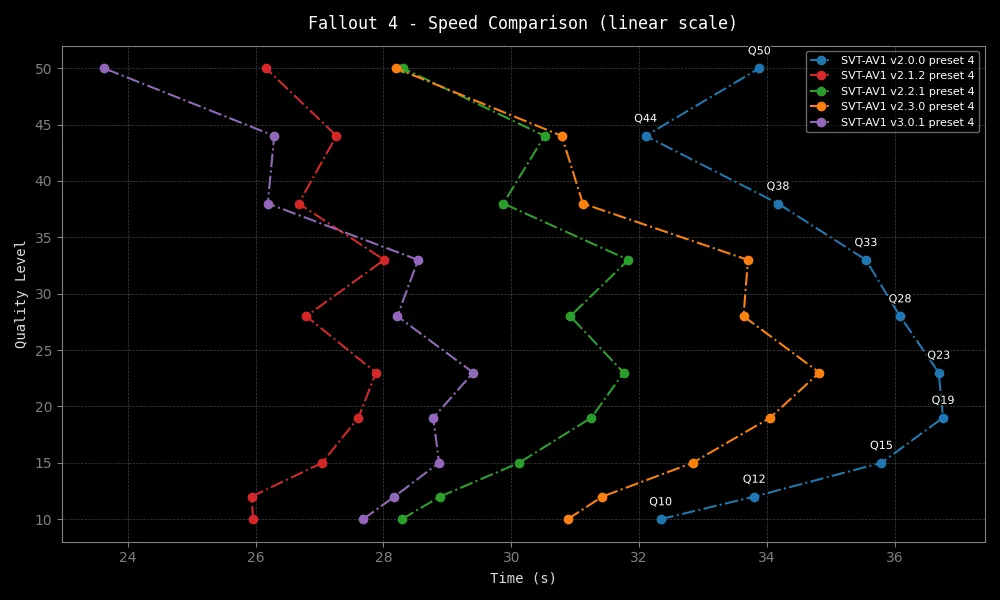 Fallout 4 - Speed Comparison (linear scale)
SVT-AV1 v2.0.0 preset 4
SVT-AV1 v2.1.2 preset 4
SVT-AV1 v2.2.1 preset 4
SVT-AV1 v2.3.0 preset 4
SVT-AV1 v3.0.1 preset 4
Q50
Q44
Q38
Q33
Q28
Q23
Q19
Q15
Q12
Q10
Quality Level
50
45
40
35
30
25
20
15
10
24 26 28 30 32 34 36
Time (s)